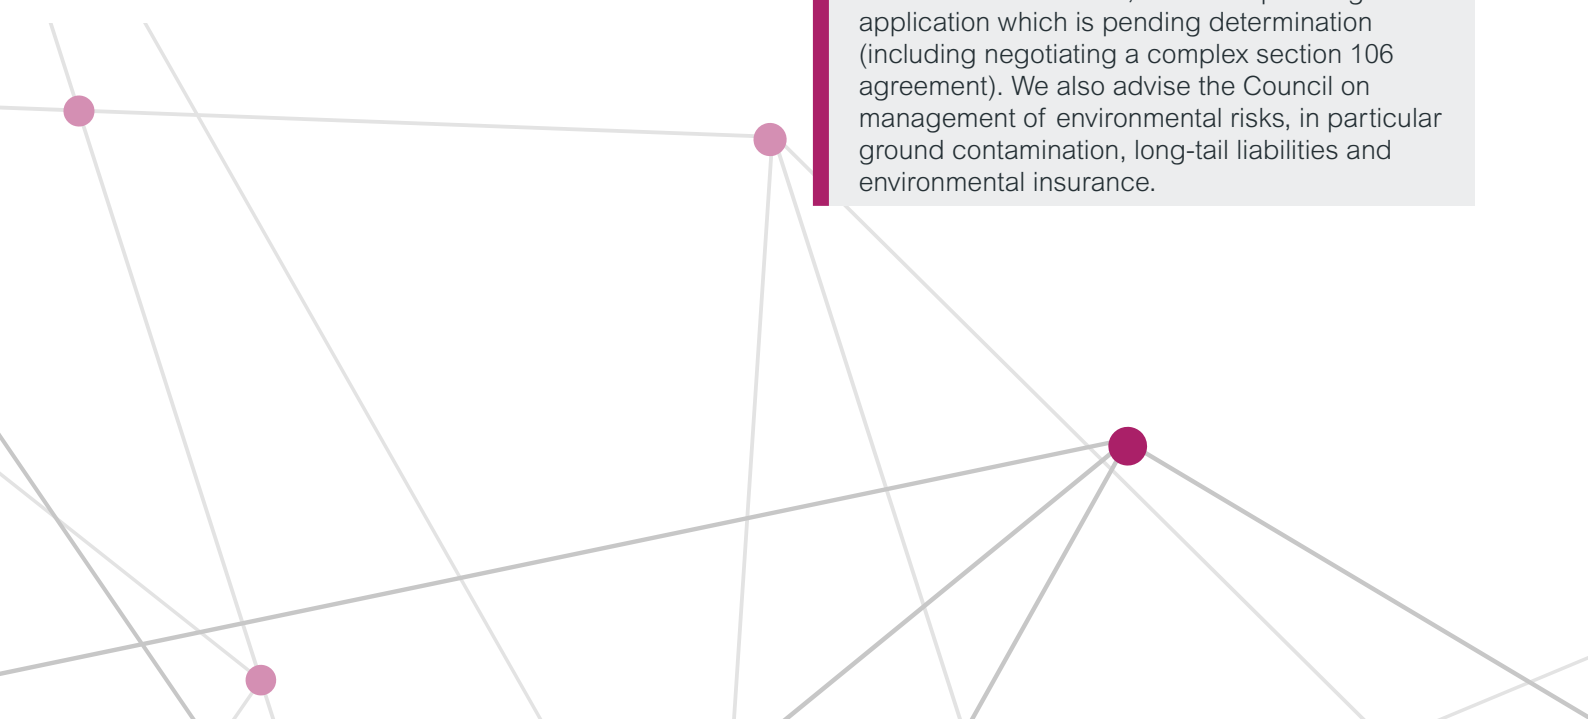 application which is pending determination
(including negotiating a complex section 106
agreement). We also advise the Council on
management of environmental risks, in particular
ground contamination, long-tail liabilities and
environmental insurance.